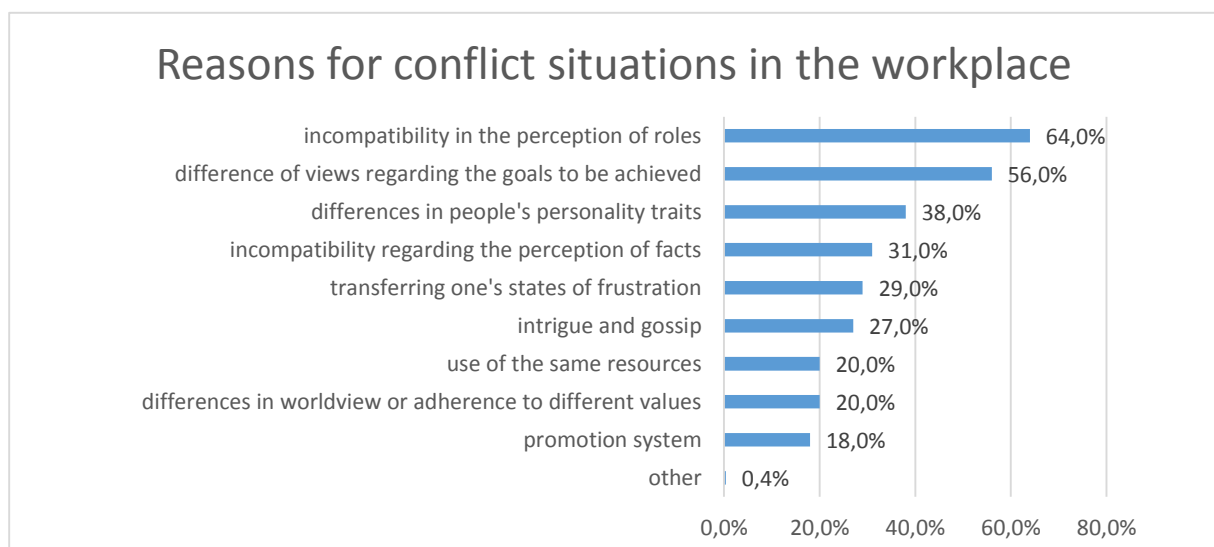 Reasons for conflict situations in the workplace
incompatibility in the perception of roles 64,0%
difference of views regarding the goals to be achieved 56,0%
differences in people's personality traits 38,0%
incompatibility regarding the perception of facts 31,0%
transferring one's states of frustration 29,0%
intrigue and gossip 27,0%
use of the same resources 20,0%
differences in worldview or adherence to different values 20,0%
promotion system 18,0%
other 0,4%
0,0% 20,0% 40,0% 60,0% 80,0%